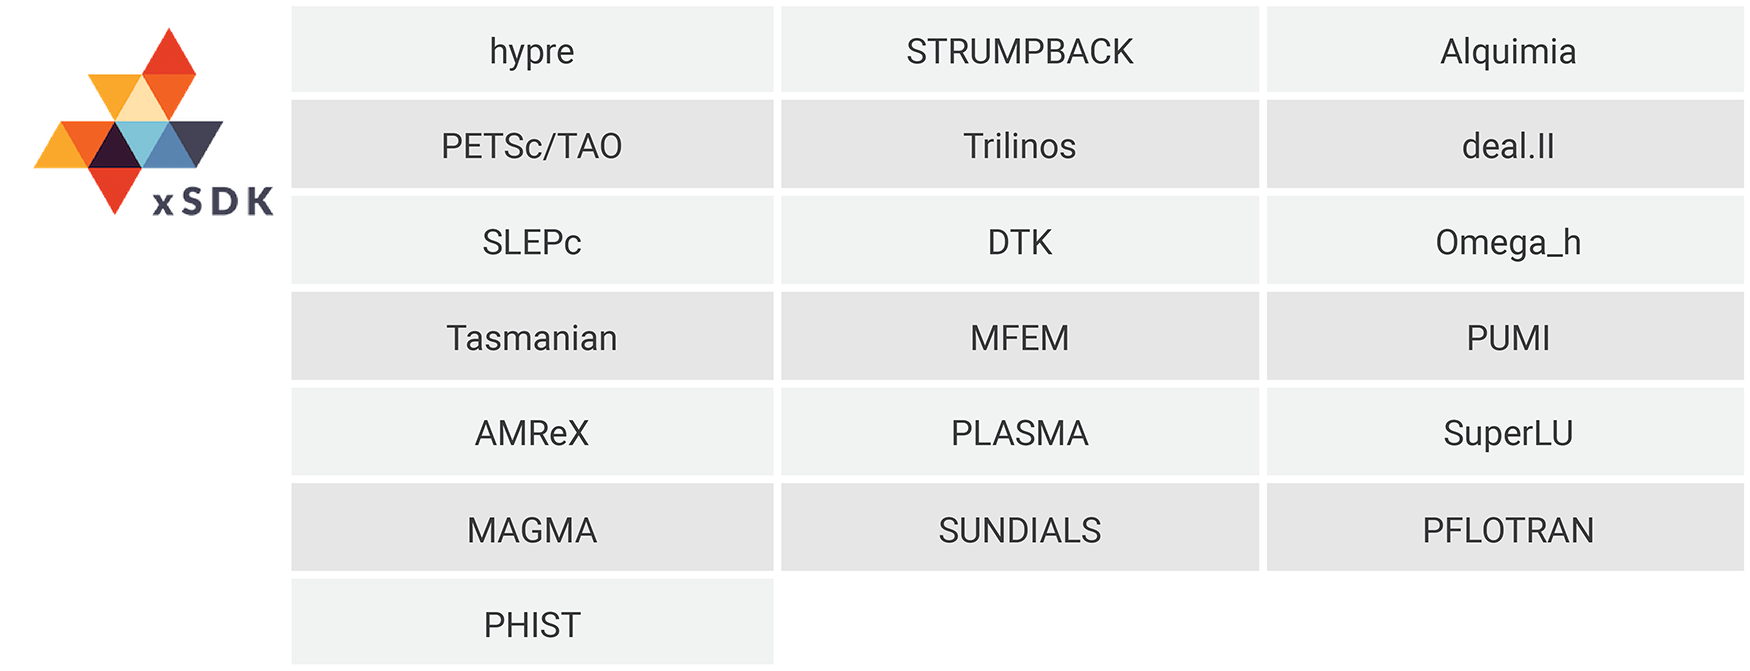 xSDK
hypre STRUMPBACK Alquimia
PETSc/TAO Trilinos deal.II
SLEPc DTK Omega_h
Tasmanian MFEM PUMI
AMReX PLASMA SuperLU
MAGMA SUNDIALS PFLOTRAN
PHIST